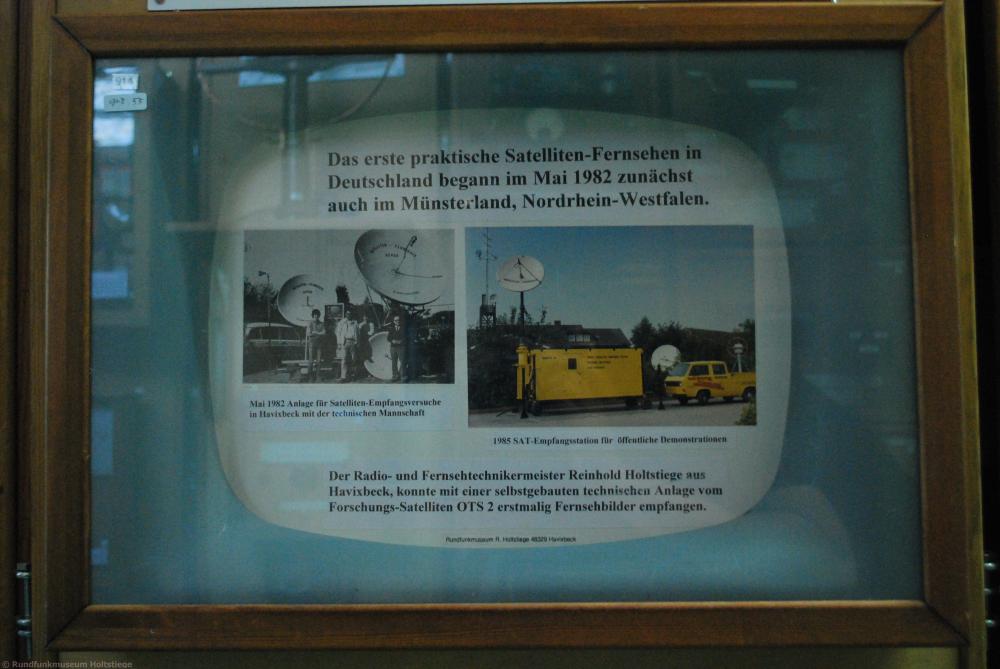 Das erste praktische Satelliten-Fernsehen in
Deutschland begann im Mai 1982 zunächst
auch im Münsterland, Nordrhein-Westfalen.
Mai 1982 Anlage für Satelliten-Empfangsversuche
in Havixbeck mit der technischen Mannschaft
1985 SAT-Empfangsstation für öffentliche Demonstrationen
Der Radio- und Fernsehtechnikermeister Reinhold Holtstiege aus
Havixbeck, konnte mit einer selbstgebauten technischen Anlage vom
Forschungs-Satelliten OTS 2 erstmalig Fernsehbilder empfangen.
Rundfunkmuseum R. Holtstiege 48329 Havixbeck
© Rundfunkmuseum Holtstiege